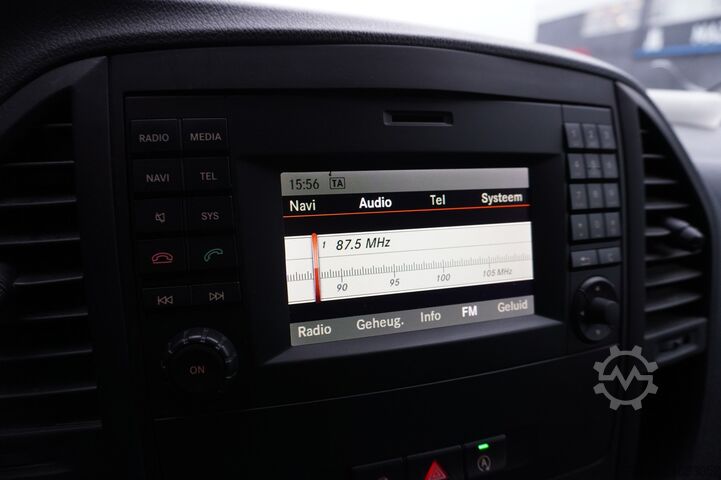 RADIO MEDIA
NAVI TEL
SYS
ON
15:56 TA
Navi Audio Tel Systeem
1 87.5 MHz
90 95 100 105 MHz
Radio Geheug. Info FM Geluid
A
M